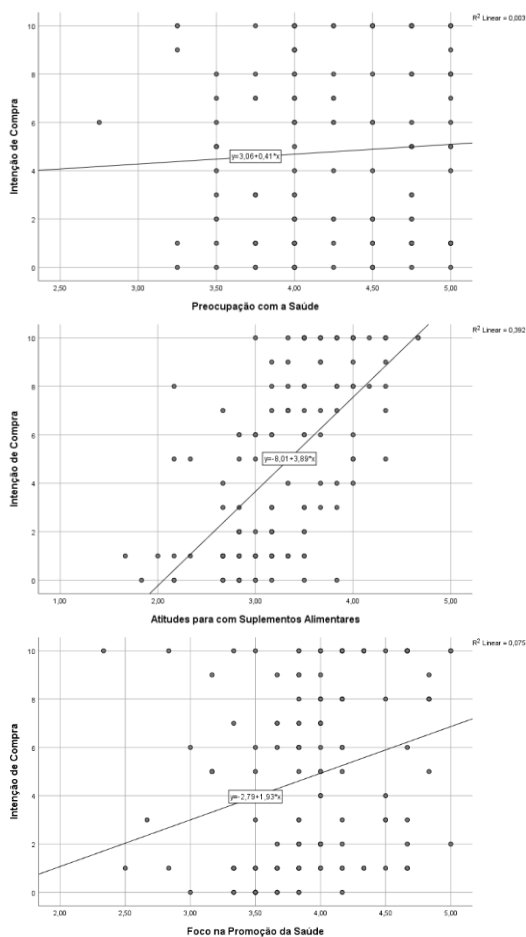 R² Linear = 0,003
10
8
6
4
2
0
Intenção de Compra
y=3,06+0,41*x
2,50 3,00 3,50 4,00 4,50 5,00
Preocupação com a Saúde
R² Linear = 0,392
10
8
6
4
2
0
Intenção de Compra
y=-8,01+3,89*x
1,00 2,00 3,00 4,00 5,00
Atitudes para com Suplementos Alimentares
R² Linear = 0,075
10
8
6
4
2
0
Intenção de Compra
y=-2,79+1,93*x
2,00 2,50 3,00 3,50 4,00 4,50 5,00
Foco na Promoção da Saúde